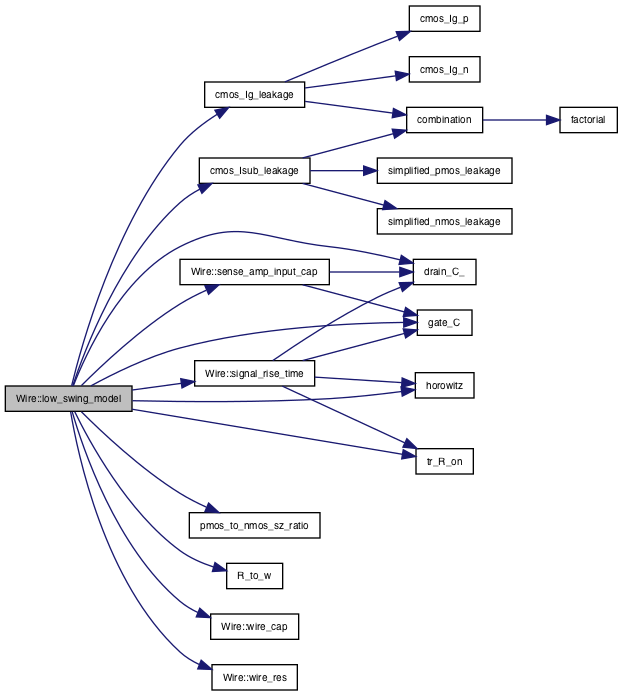 cmos_Ig_p
cmos_Ig_n
cmos_Ig_leakage
combination
factorial
cmos_Isub_leakage
simplified_pmos_leakage
simplified_nmos_leakage
Wire::sense_amp_input_cap
drain_C_
gate_C
Wire::signal_rise_time
horowitz
Wire::low_swing_model
tr_R_on
pmos_to_nmos_sz_ratio
R_to_w
Wire::wire_cap
Wire::wire_res